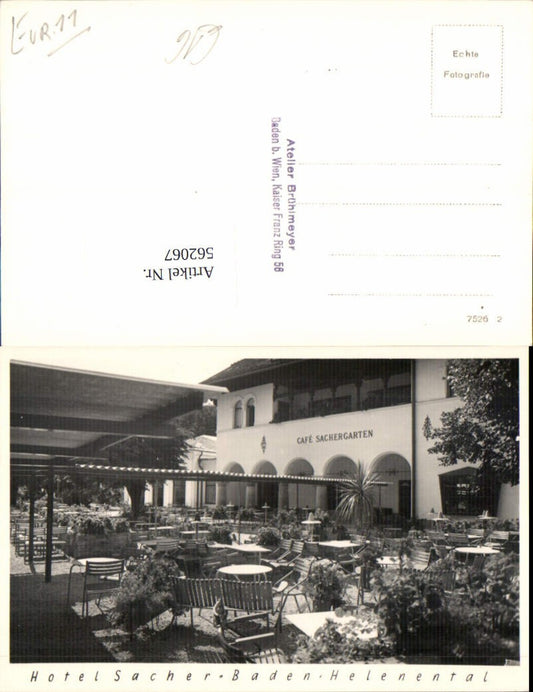 EUR. 11
Echte
Fotografie
Atelier Brühlmeyer
Baden b. Wien, Kaiser Franz Ring 58
Artikel Nr.
562067
7526 2
CAFÉ SACHERGARTEN
Hotel Sacher - Baden - Helenental